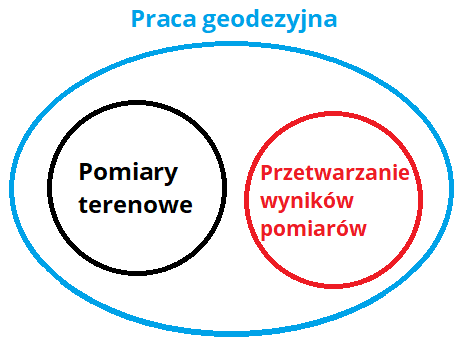 Praca geodezyjna
Pomiary
terenowe
Przetwarzanie
wyników
pomiarów